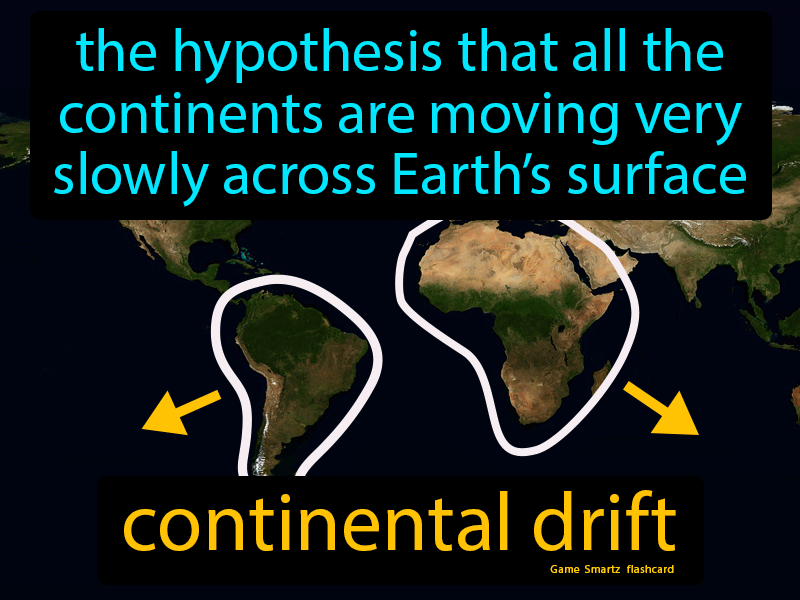 the hypothesis that all the
continents are moving very
slowly across Earth’s surface
continental drift
Game Smartz flashcard